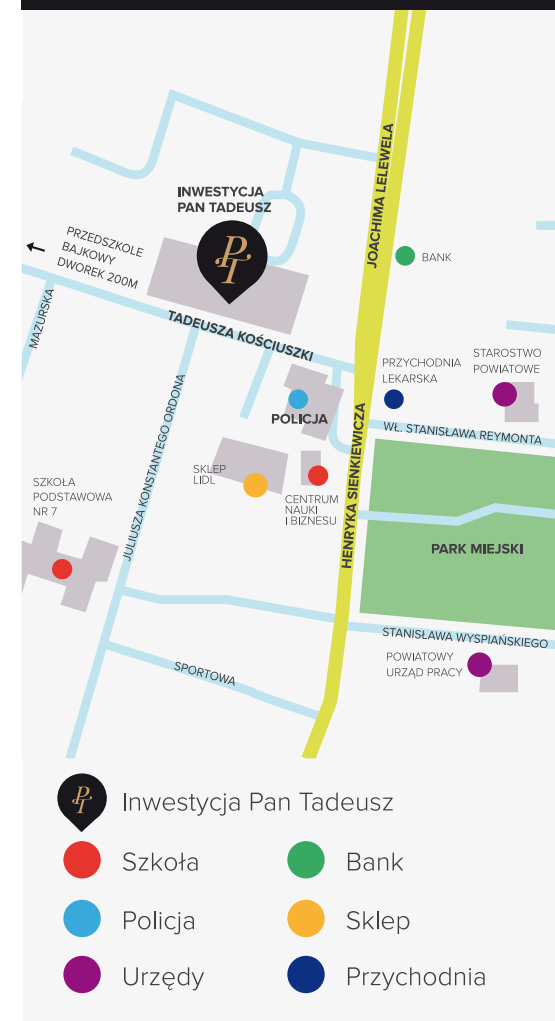 JOACHIMA LELEWELA
INWESTYCJA
PAN TADEUSZ
PT
PRZEDSZKOLE
BAJKOWY
DWOREK 200M
BANK
MAZURSKA
TADEUSZA KOŚCIUSZKI
PRZYCHODNIA
LEKARSKA
STAROSTWO
POWIATOWE
POLICJA
WŁ. STANISŁAWA REYMONTA
JULIUSZA KONSTANTEGO ORDONA
HENRYKA SIENKIEWICZA
SKLEP
LIDL
SZKOŁA
PODSTAWOWA
NR 7
CENTRUM
NAUKI
I BIZNESU
PARK MIEJSKI
STANISŁAWA WYSPIAŃSKIEGO
POWIATOWY
URZĄD PRACY
SPORTOWA
PT
Inwestycja Pan Tadeusz
Szkoła
Bank
Policja
Sklep
Urzędy
Przychodnia